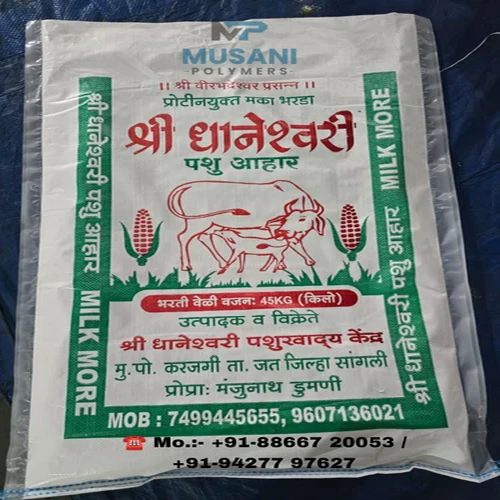 MP
MUSANI
POLYMERS
।। श्री वीरभद्रेश्वर प्रसन्न ।।
प्रोटीनयुक्त मका भरडा
श्री धानेश्वरी
पशु आहार
श्री धानेश्वरी पशु आहार
MILK MORE
MILK MORE
श्री धानेश्वरी पशु आहार
भरती वेळी वजन: 45KG (किलो)
उत्पादक व विक्रेते
श्री धानेश्वरी पशुखाद्य केंद्र
मु.पो. करजगी ता. जत जिल्हा सांगली
प्रोप्रा: मंजुनाथ डुमणी
MOB : 7499445655, 9607136021
☎ Mo.:- +91-88667 20053 /
+91-94277 97627